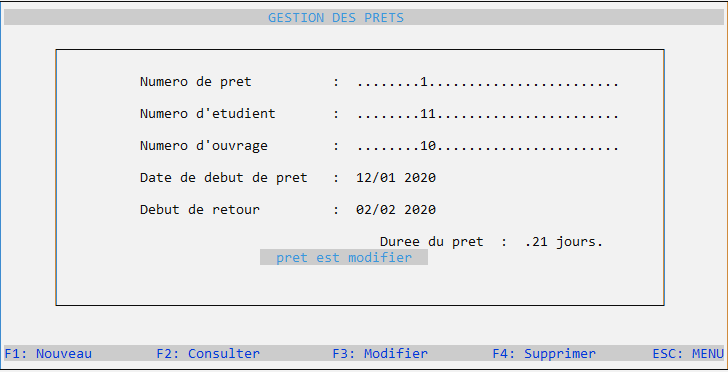 GESTION DES PRETS
Numero de pret : ........1........................
Numero d'etudient : ........11.......................
Numero d'ouvrage : ........10.......................
Date de debut de pret : 12/01 2020
Debut de retour : 02/02 2020
Duree du pret : .21 jours.
pret est modifier
F1: Nouveau F2: Consulter F3: Modifier F4: Supprimer ESC: MENU